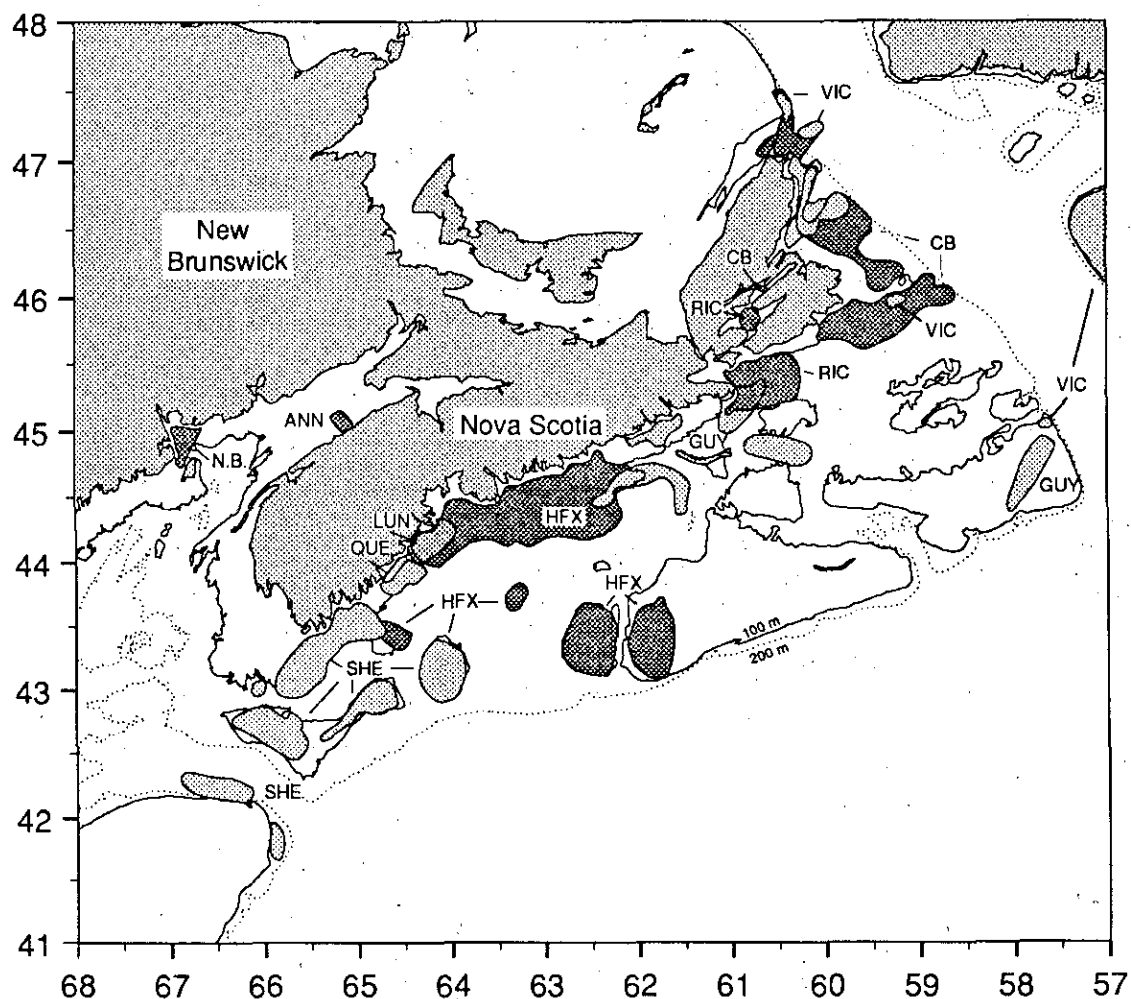 48
VIC
VIC
47
New
Brunswick
CB
CB
46
RIC
VIC
RIC
VIC
ANN
Nova Scotia
45
GUY
N.B.
GUY
LUN
HFX
QUE
44
HFX
HFX
100 m
200 m
SHE
43
SHE
42
41
68 67 66 65 64 63 62 61 60 59 58 57